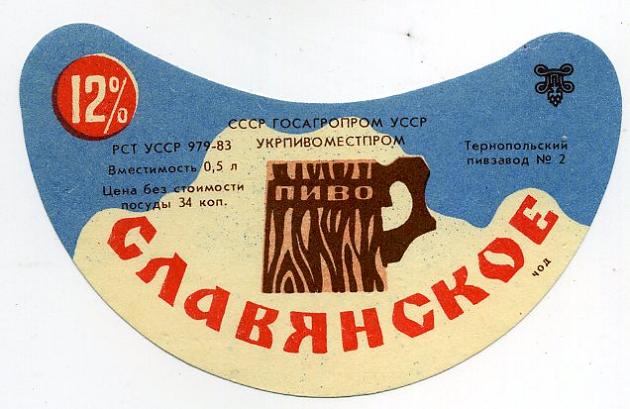 12%
СССР ГОСАГРОПРОМ УССР
УКРПИВОМЕСТПРОМ
РСТ УССР 979-83
Вместимость 0,5 л
Цена без стоимости
посуды 34 коп.
Тернопольский
пивзавод № 2
ПИВО
СЛАВЯНСКОЕ
ЧОД